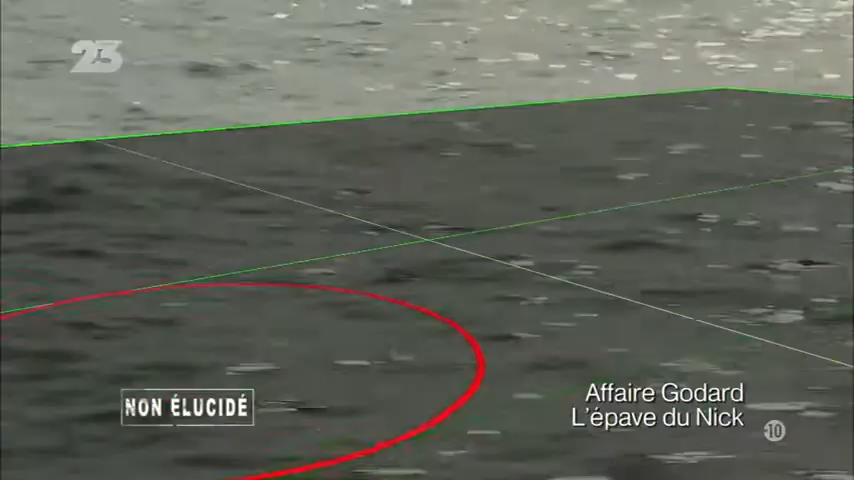 23
NON ÉLUCIDÉ
Affaire Godard
L'épave du Nick
-10